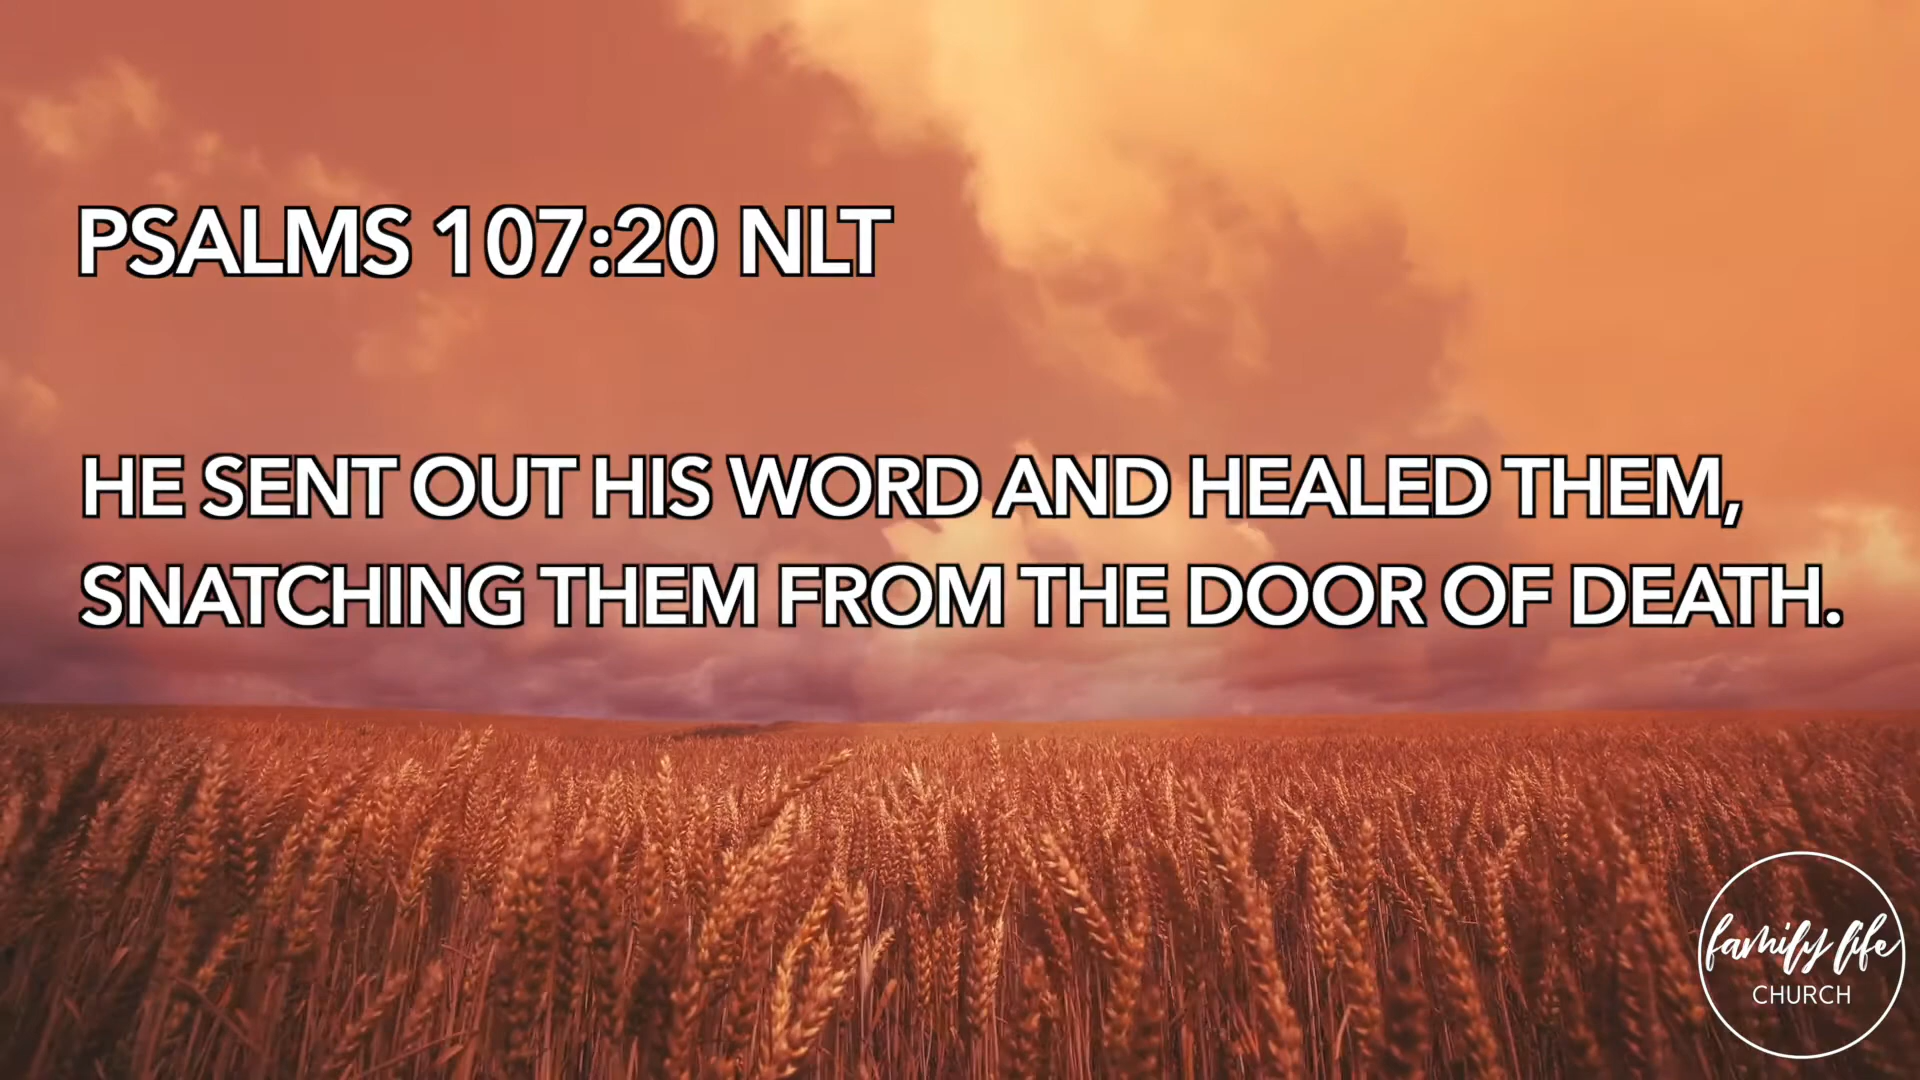 PSALMS 107:20 NLT
HE SENT OUT HIS WORD AND HEALED THEM,
SNATCHING THEM FROM THE DOOR OF DEATH.
family life
CHURCH